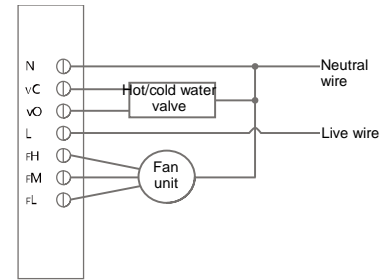 N
Neutral
wire
vC
Hot/cold water
valve
vO
L
Live wire
FH
Fan
unit
FM
FL